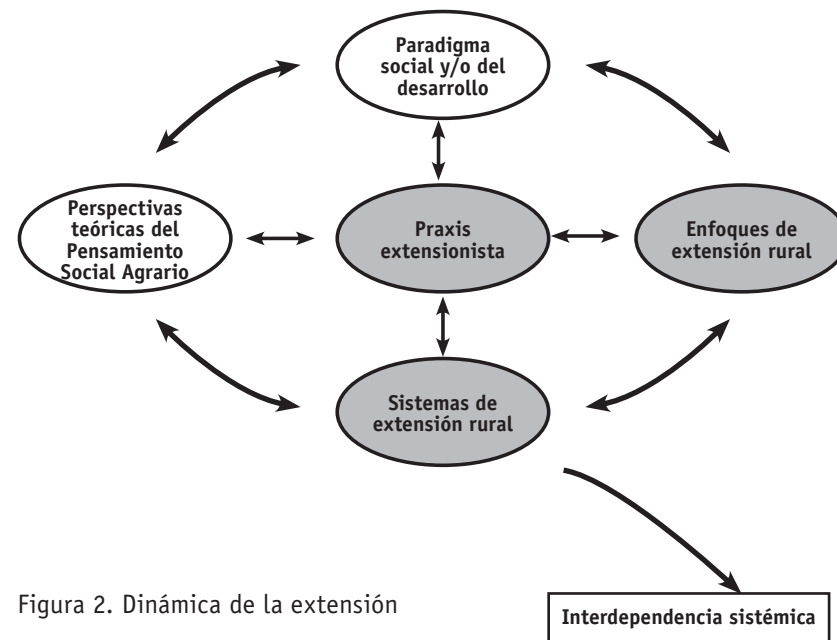 Paradigma
social y/o del
desarrollo
Perspectivas
teóricas del
Pensamiento
Social Agrario
Praxis
extensionista
Enfoques de
extensión rural
Sistemas de
extensión rural
Figura 2. Dinámica de la extensión
Interdependencia sistémica